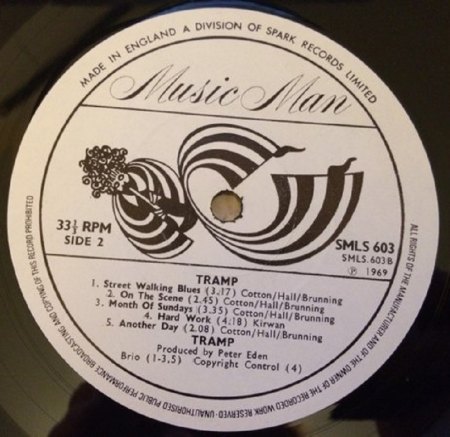 MADE IN ENGLAND A DIVISION OF SPARK RECORDS LIMITED
Music Man
33⅓ RPM
SIDE 2
SMLS 603
SMLS.603B
Ⓟ 1969
TRAMP
1. Street Walking Blues (3.17) Cotton/Hall/Brunning
2. On The Scene (2.45) Cotton/Hall/Brunning
3. Month Of Sundays (3.35) Cotton/Hall/Brunning
4. Hard Work (4:18) Kirwan
5. Another Day (2.08) Cotton/Hall/Brunning
TRAMP
Produced by Peter Eden
Brio (1-3,5) Copyright Control (4)
ALL RIGHTS OF THE MANUFACTURER AND OF THE OWNER OF THE RECORDED WORK RESERVED-UNAUTHORISED PUBLIC PERFORMANCE BROADCASTING AND COPYING OF THIS RECORD PROHIBITED